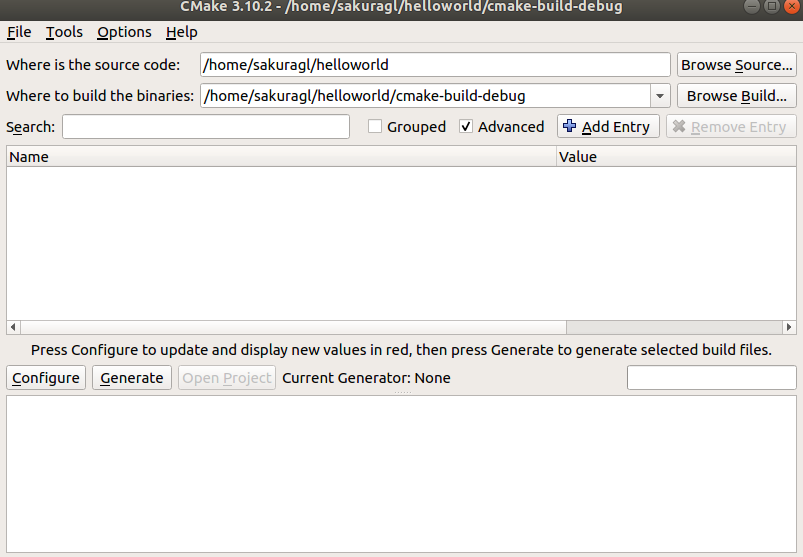 CMake 3.10.2 - /home/sakuragl/helloworld/cmake-build-debug
File Tools Options Help
Where is the source code: /home/sakuragl/helloworld Browse Source...
Where to build the binaries: /home/sakuragl/helloworld/cmake-build-debug Browse Build...
Search: Grouped Advanced Add Entry Remove Entry
Name Value
Press Configure to update and display new values in red, then press Generate to generate selected build files.
Configure Generate Open Project Current Generator: None